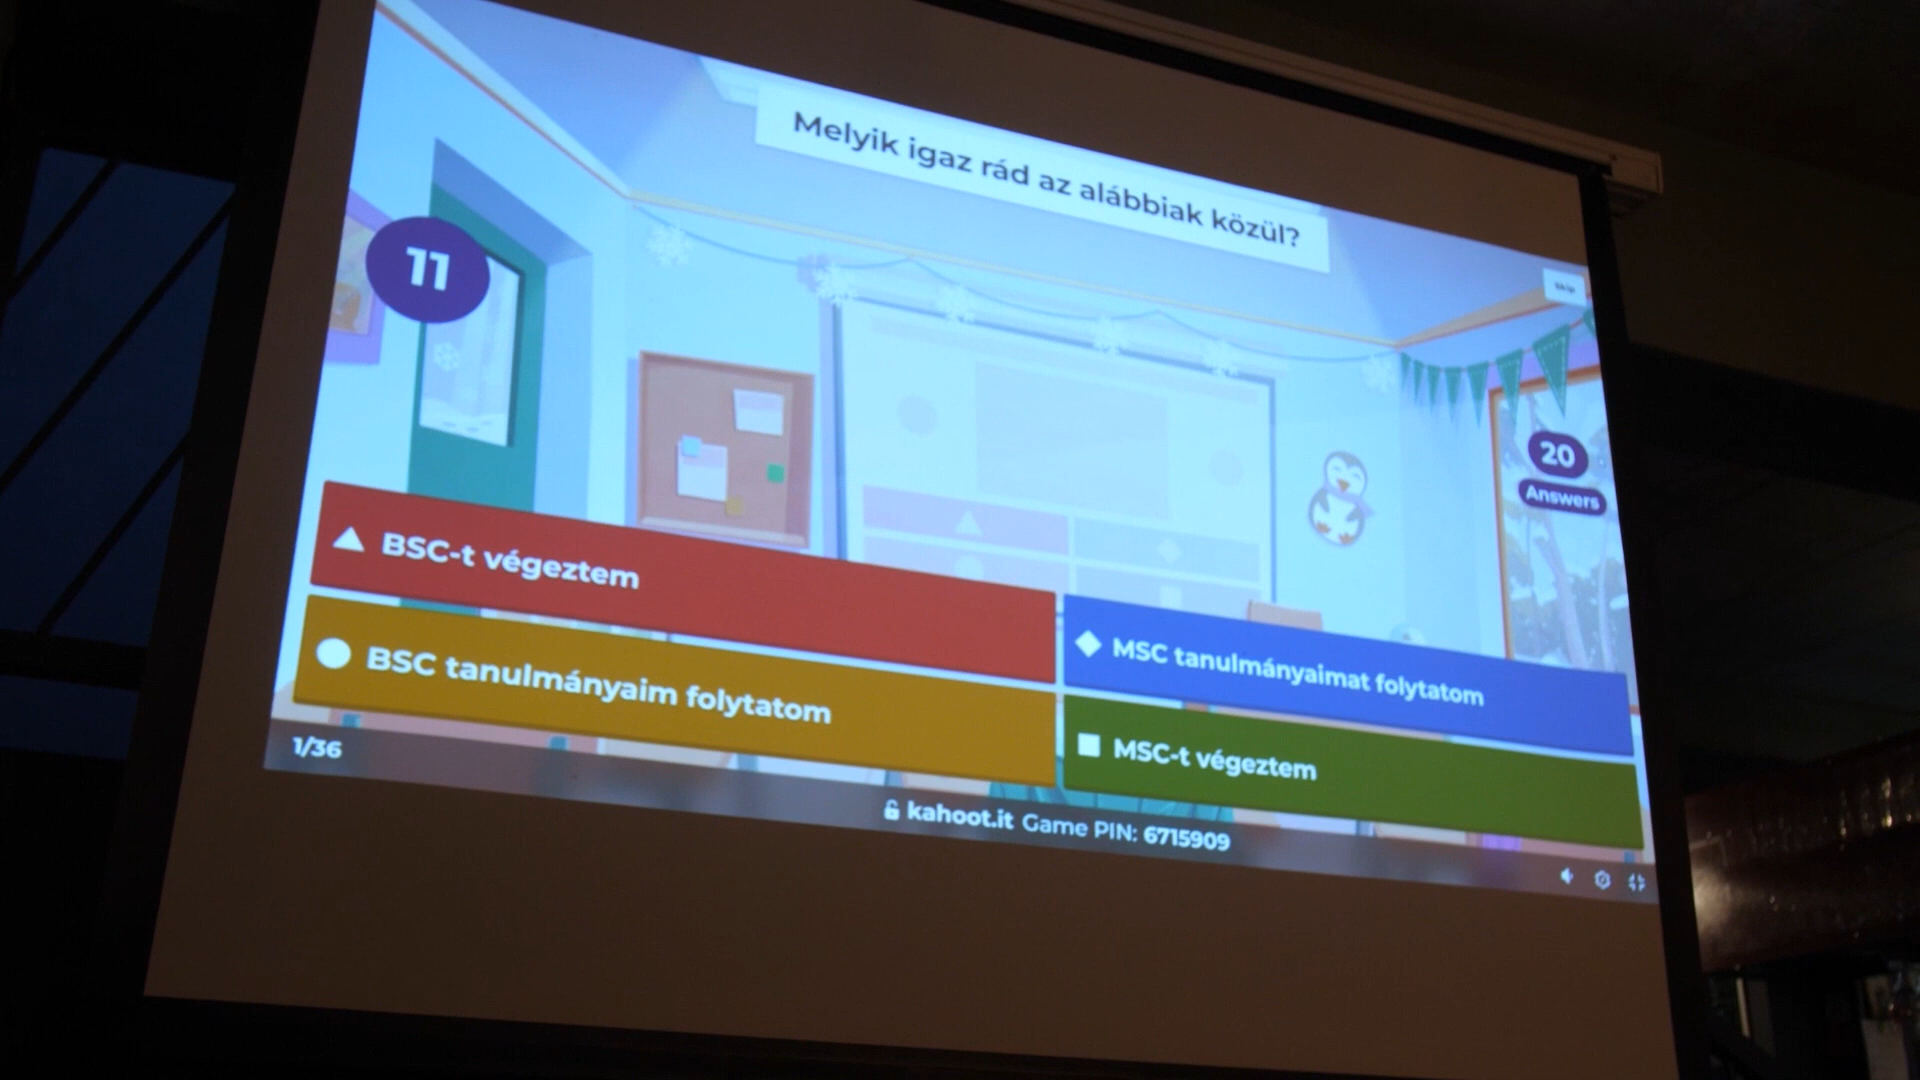 Melyik igaz rád az alábbiak közül?
Skip
11
20
Answers
BSC-t végeztem
MSC tanulmányaimat folytatom
BSC tanulmányaim folytatom
MSC-t végeztem
1/36
kahoot.it Game PIN: 6715909